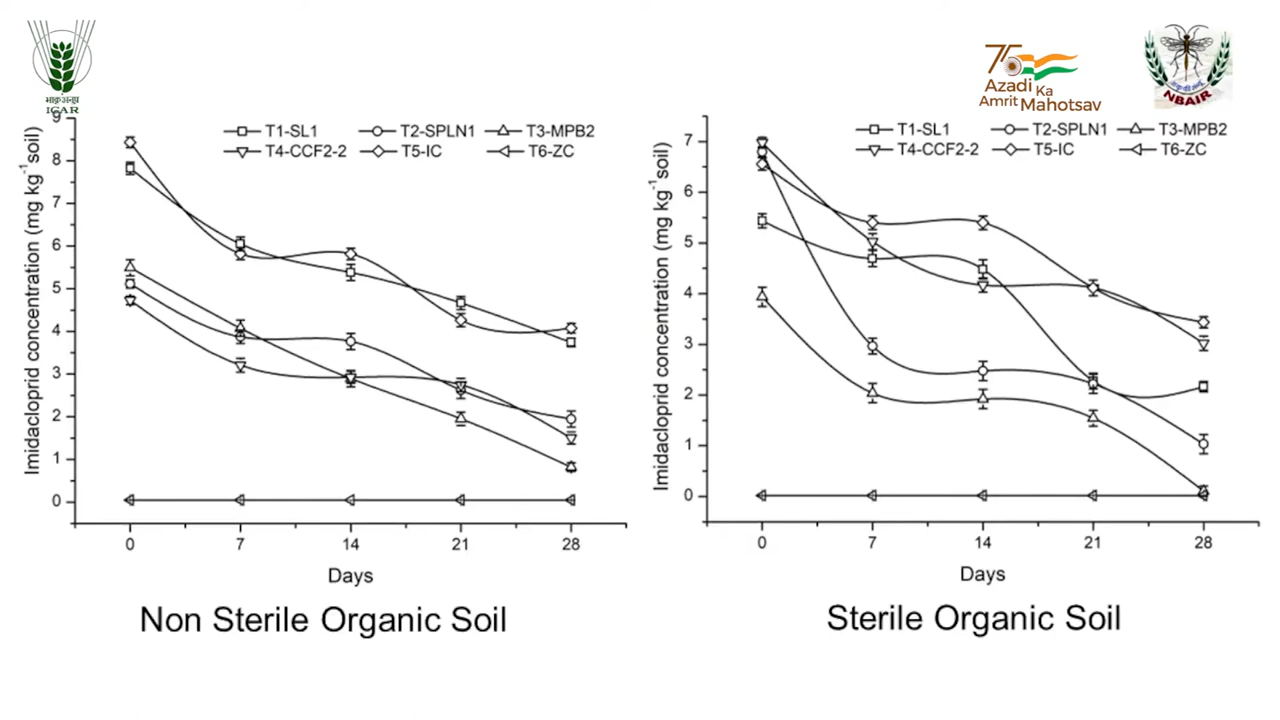 भाकृअनुप
ICAR
75
Azadi Ka
Amrit Mahotsav
NBAIR
T1-SL1 T2-SPLN1 T3-MPB2
T4-CCF2-2 T5-IC T6-ZC
Imidacloprid concentration (mg kg⁻¹ soil)
9
8
7
6
5
4
3
2
1
0
0 7 14 21 28
Days
Non Sterile Organic Soil
T1-SL1 T2-SPLN1 T3-MPB2
T4-CCF2-2 T5-IC T6-ZC
Imidacloprid concentration (mg kg⁻¹ soil)
7
6
5
4
3
2
1
0
0 7 14 21 28
Days
Sterile Organic Soil